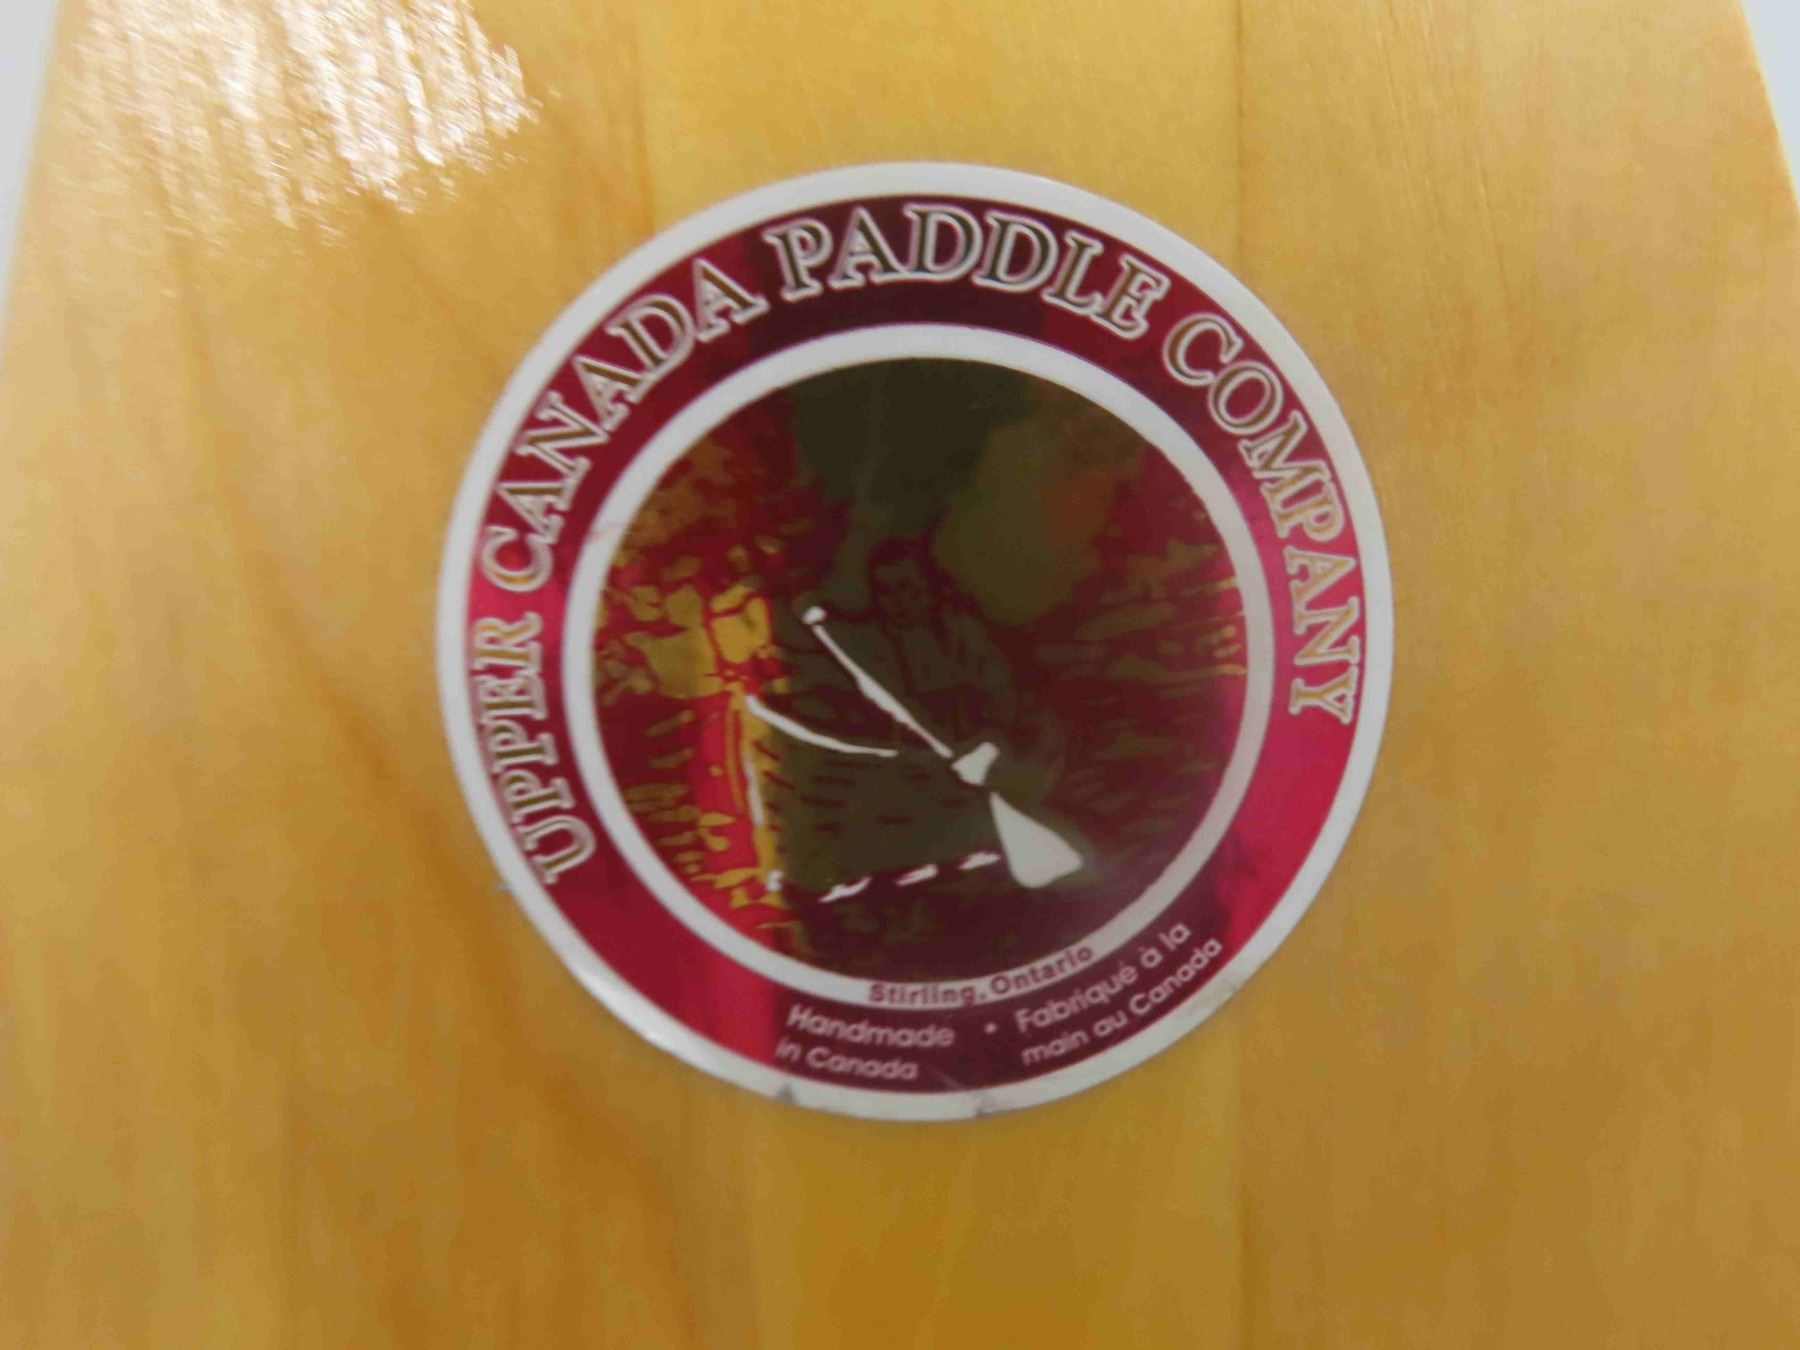 UPPER CANADA PADDLE COMPANY
Stirling, Ontario
Handmade
in Canada
• Fabriqué à la
main au Canada